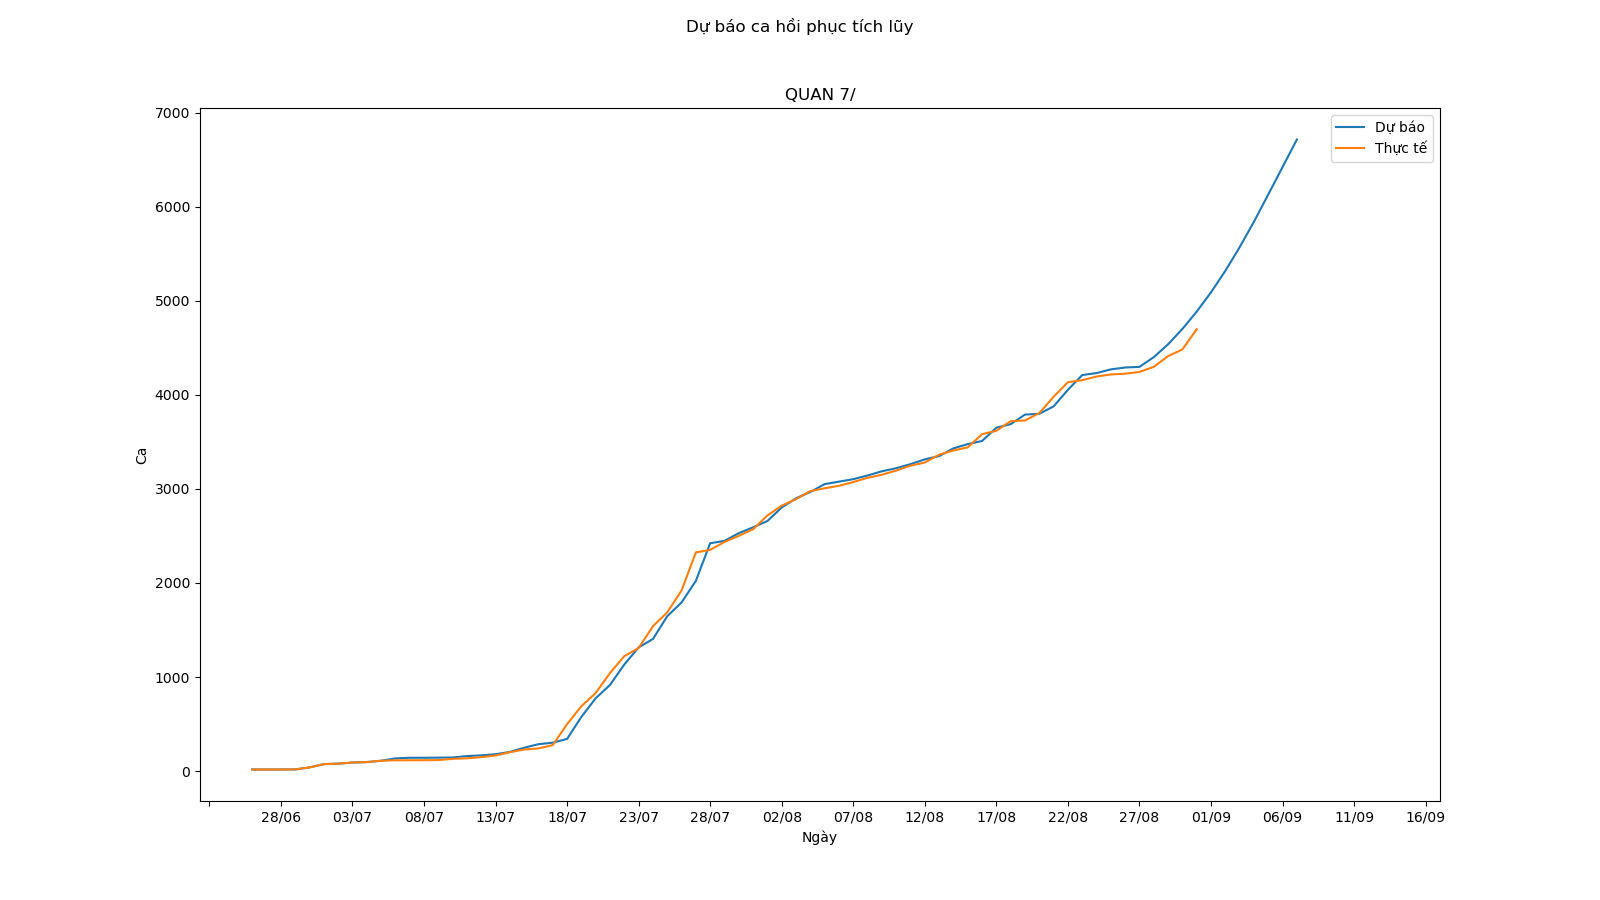 Dự báo ca hồi phục tích lũy
QUAN 7/
Dự báo
Thực tế
7000
6000
5000
4000
3000
2000
1000
0
Ca
28/06 03/07 08/07 13/07 18/07 23/07 28/07 02/08 07/08 12/08 17/08 22/08 27/08 01/09 06/09 11/09 16/09
Ngày